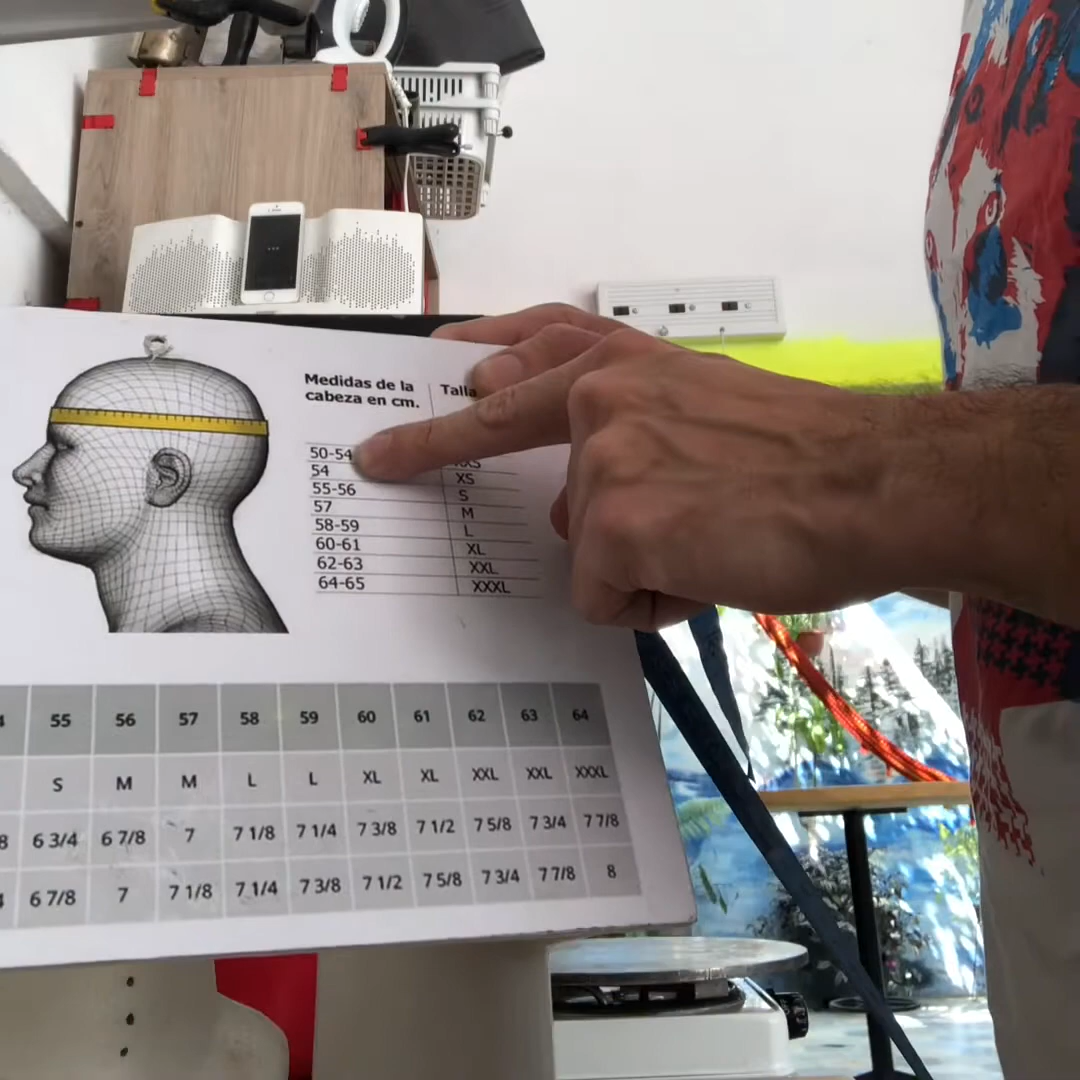 Medidas de la
cabeza en cm.
Talla
50-54
54 XS
55-56 S
57 M
58-59 L
60-61 XL
62-63 XXL
64-65 XXXL
55 56 57 58 59 60 61 62 63 64
S M M L L XL XL XXL XXL XXXL
6 3/4 6 7/8 7 7 1/8 7 1/4 7 3/8 7 1/2 7 5/8 7 3/4 7 7/8
6 7/8 7 7 1/8 7 1/4 7 3/8 7 1/2 7 5/8 7 3/4 7 7/8 8